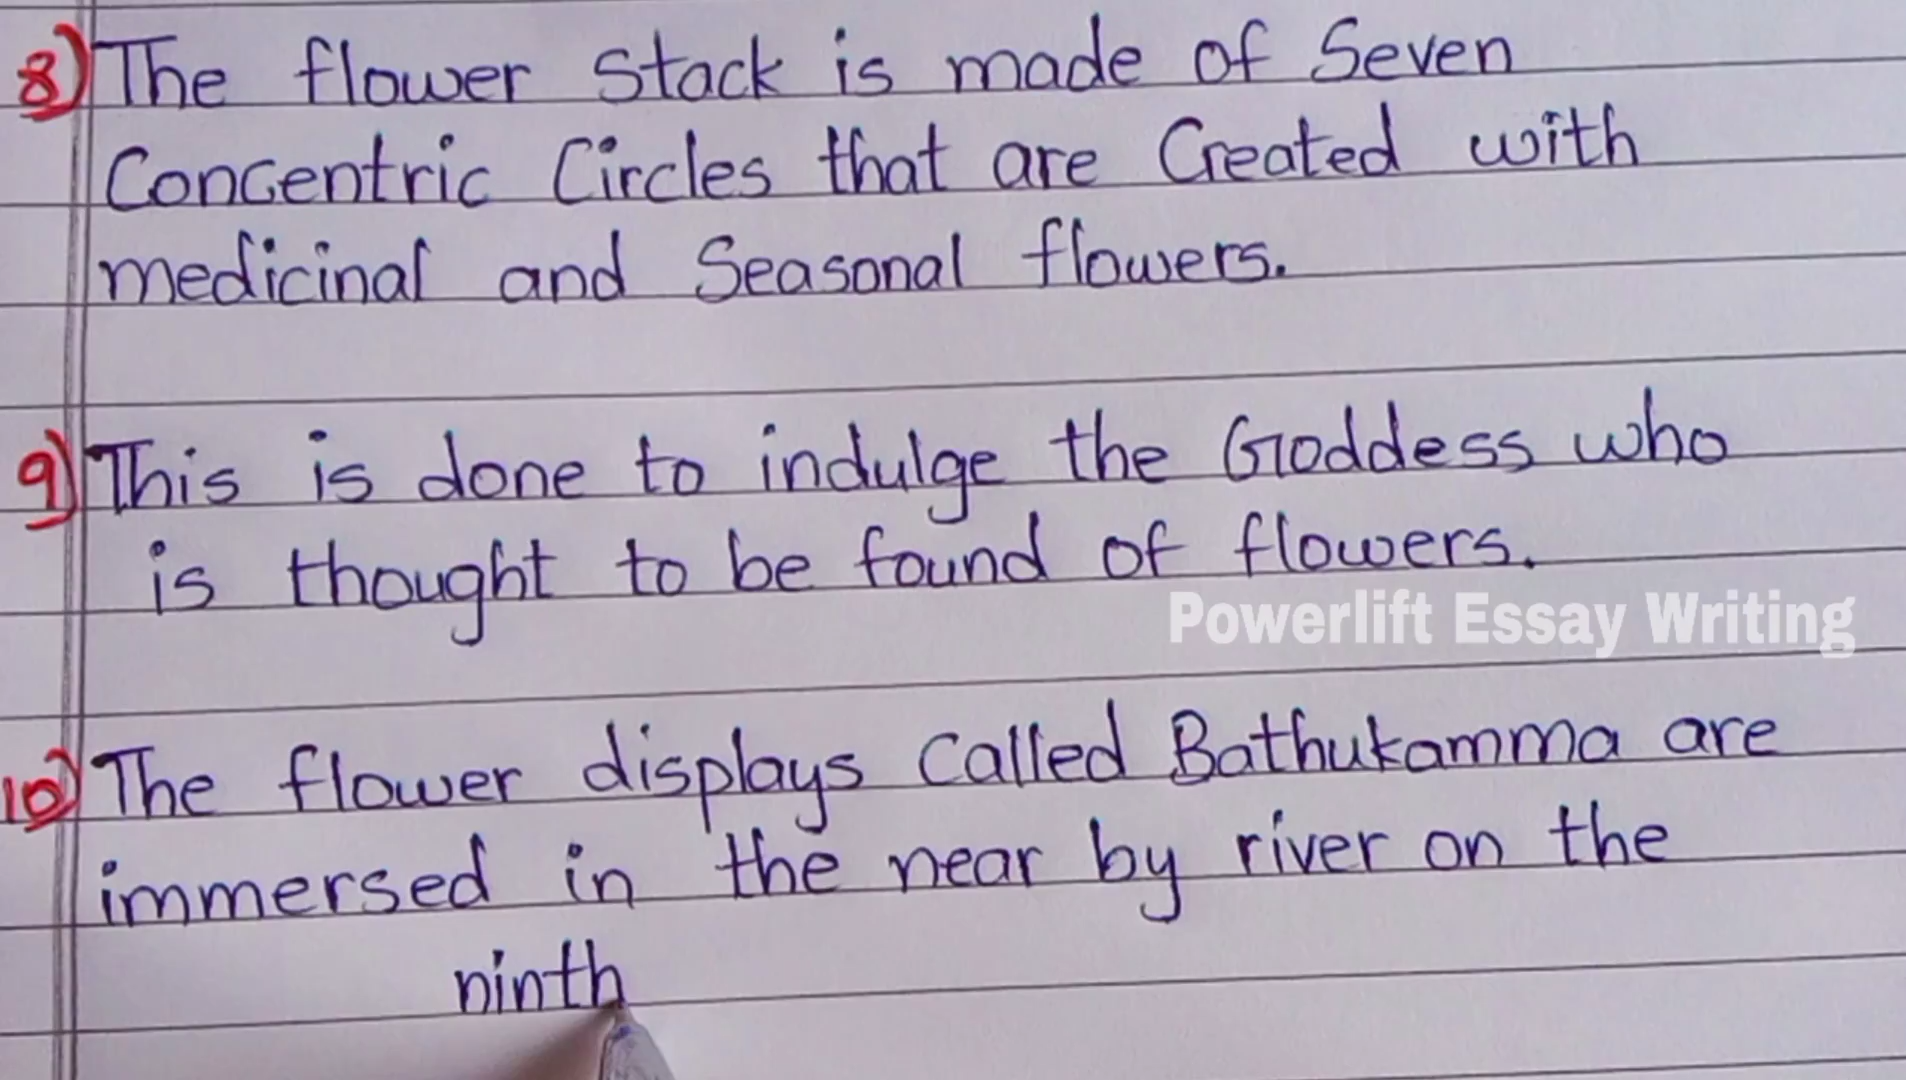 8) The flower Stack is made of Seven
Concentric Circles that are Created with
medicinal and Seasonal flowers.
9) This is done to indulge the Goddess who
is thought to be found of flowers.
Powerlift Essay Writing
10) The flower displays Called Bathukamma are
immersed in the near by river on the
ninth